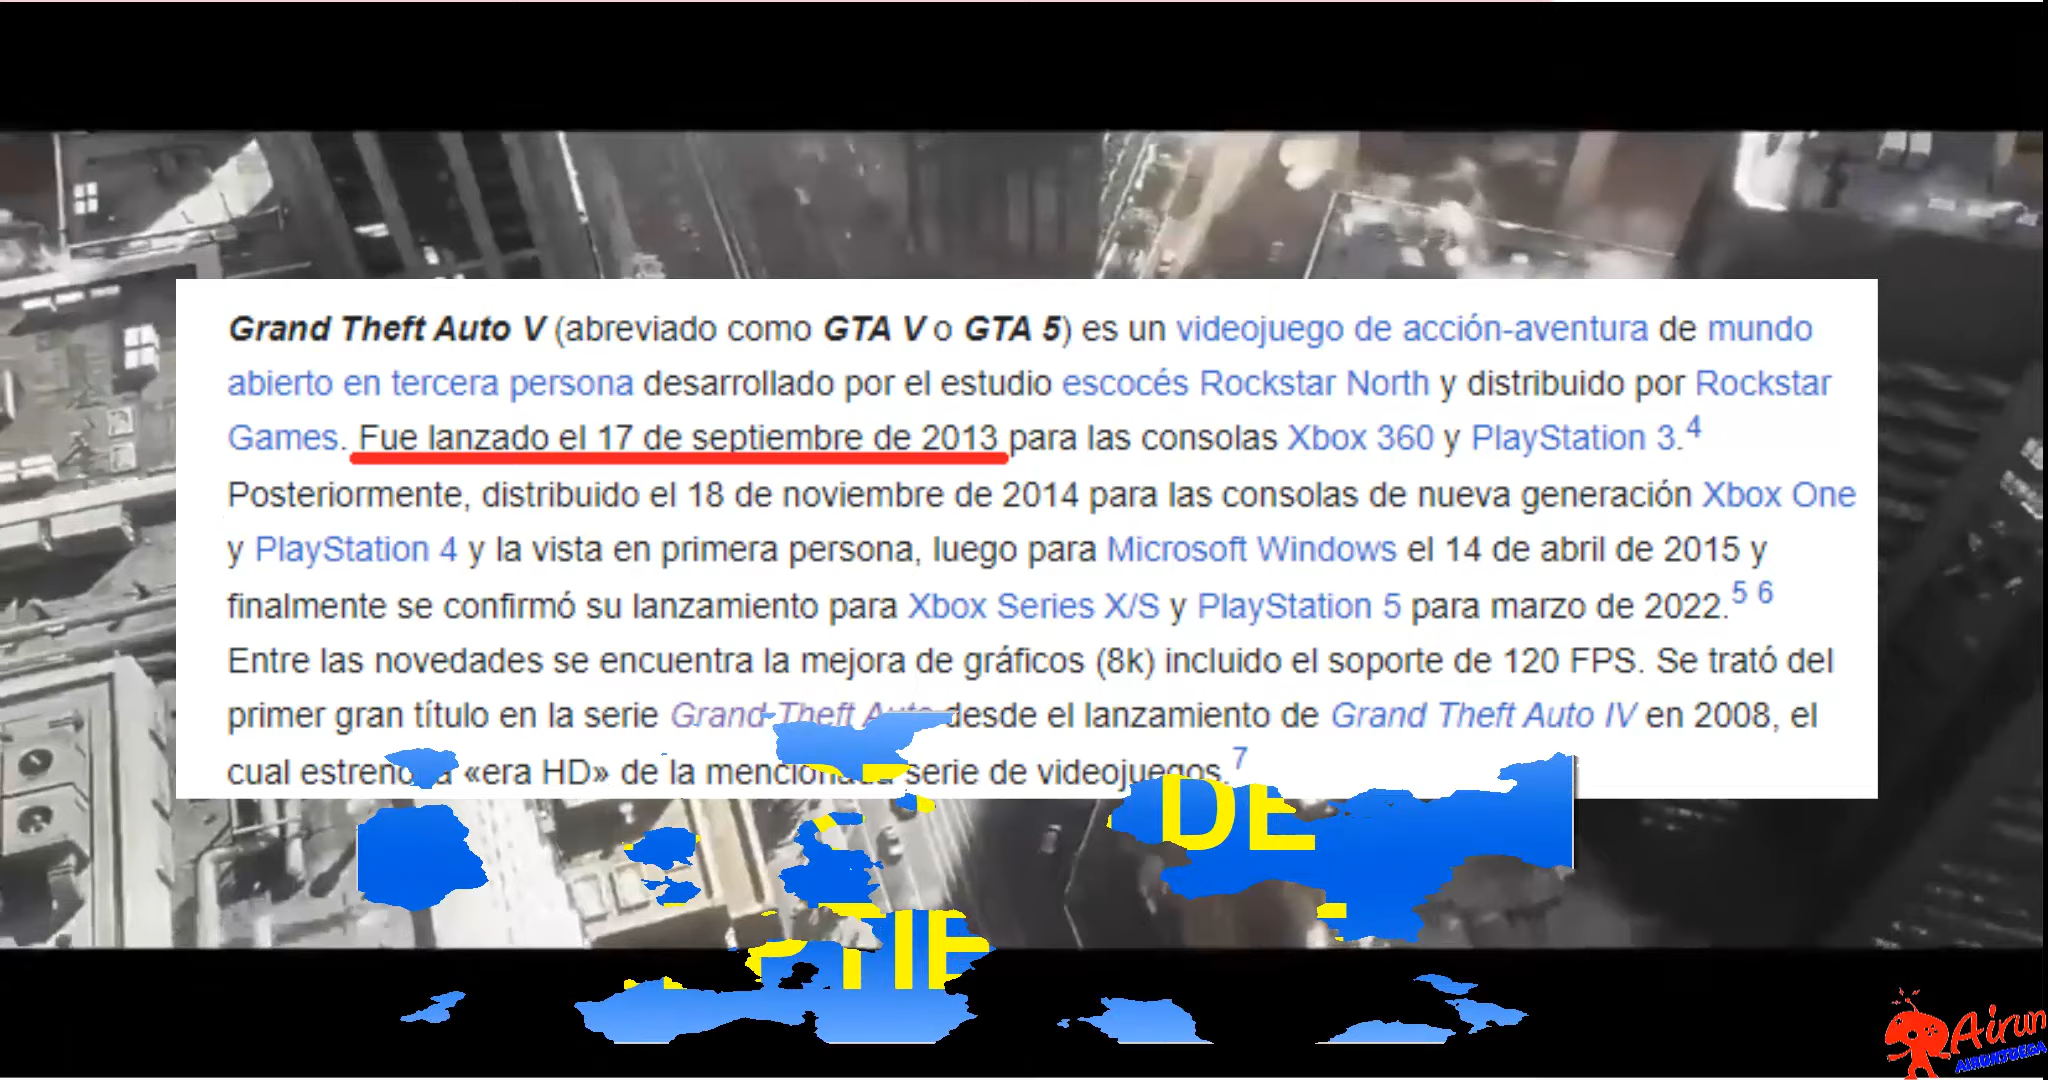 Grand Theft Auto V (abreviado como GTA V o GTA 5) es un videojuego de acción-aventura de mundo
abierto en tercera persona desarrollado por el estudio escocés Rockstar North y distribuido por Rockstar
Games. Fue lanzado el 17 de septiembre de 2013 para las consolas Xbox 360 y PlayStation 3.4
Posteriormente, distribuido el 18 de noviembre de 2014 para las consolas de nueva generación Xbox One
y PlayStation 4 y la vista en primera persona, luego para Microsoft Windows el 14 de abril de 2015 y
finalmente se confirmó su lanzamiento para Xbox Series X/S y PlayStation 5 para marzo de 2022.5 6
Entre las novedades se encuentra la mejora de gráficos (8k) incluido el soporte de 120 FPS. Se trató del
primer gran título en la serie Grand Theft Auto desde el lanzamiento de Grand Theft Auto IV en 2008, el
cual «era HD» de la serie de videojuegos.7
DE
Airun